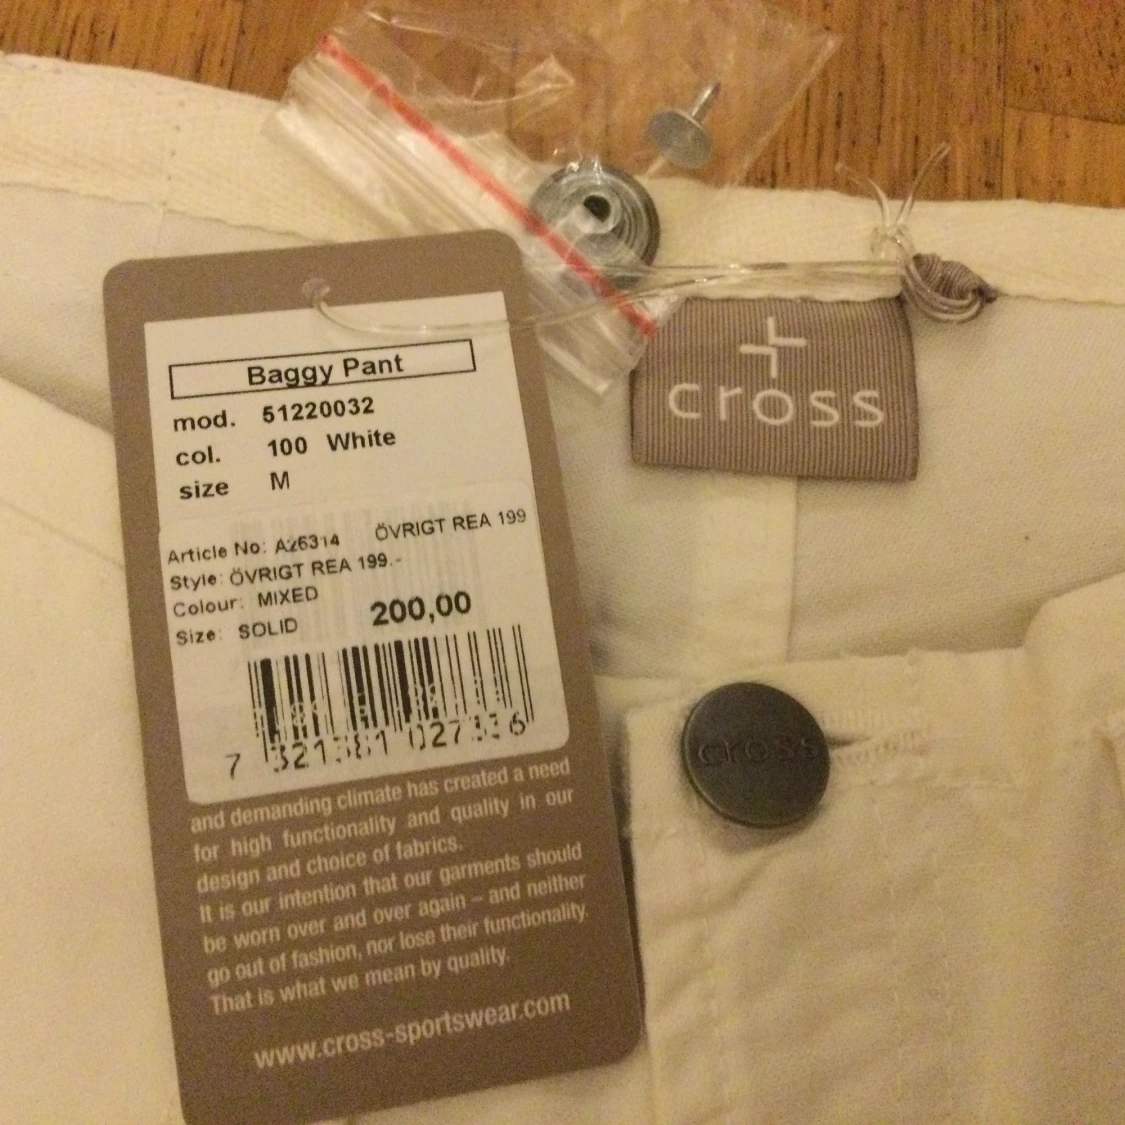 Baggy Pant
mod. 51220032
col. 100 White
size M
Article No: A26314 ÖVRIGT REA 199
Style: ÖVRIGT REA 199.-
Colour: MIXED
Size: SOLID 200,00
7 321381 027336
and demanding climate has created a need
for high functionality and quality in our
design and choice of fabrics.
It is our intention that our garments should
be worn over and over again – and neither
go out of fashion, nor lose their functionality.
That is what we mean by quality.
www.cross-sportswear.com
cross
cross